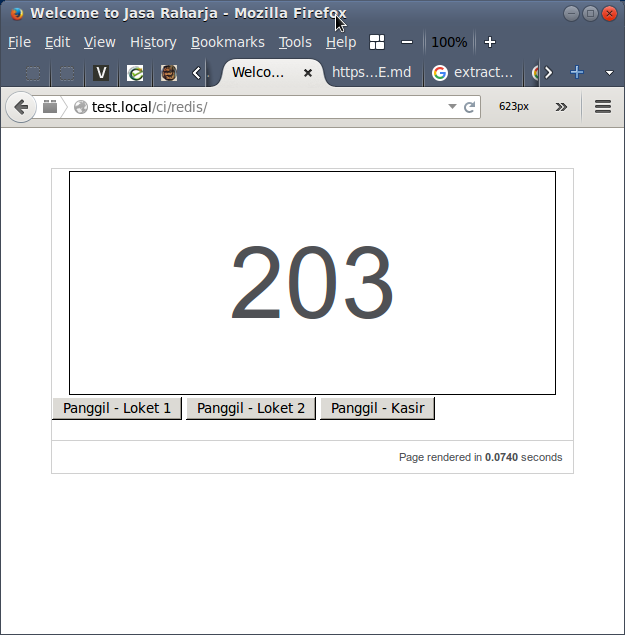 Welcome to Jasa Raharja - Mozilla Firefox
File Edit View History Bookmarks Tools Help 100%
V Welco... https...E.md extract...
test.local/ci/redis/ 623px
203
Panggil - Loket 1 Panggil - Loket 2 Panggil - Kasir
Page rendered in 0.0740 seconds